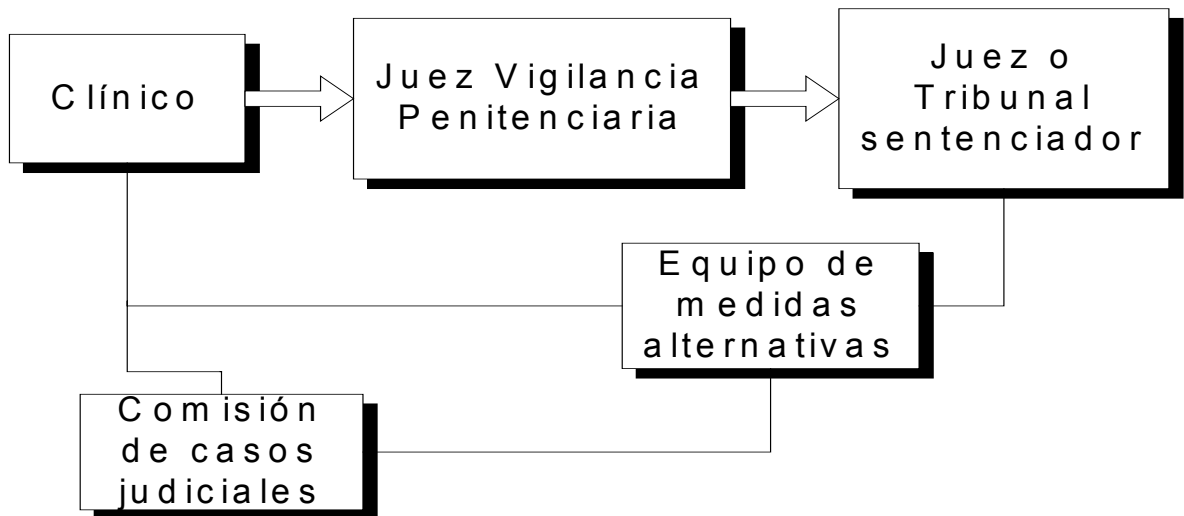 Clínico
Juez Vigilancia
Penitenciaria
Juez o
Tribunal
sentenciador
Equipo de
medidas
alternativas
Comisión
de casos
judiciales